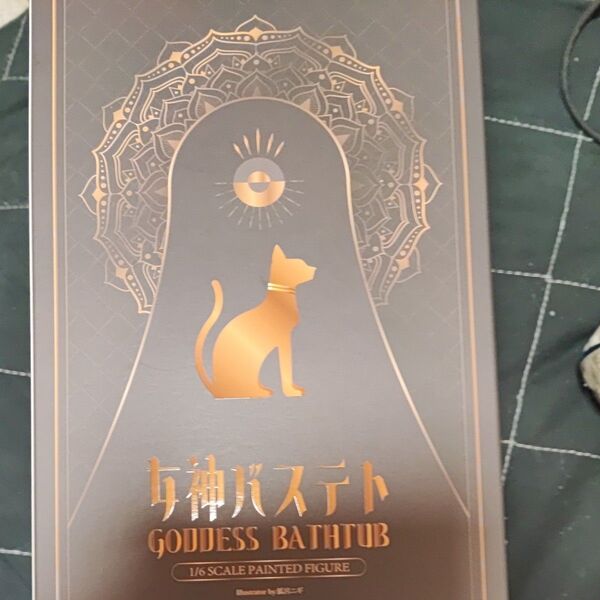 女神バステト
GODDESS BATHTUB
1/6 SCALE PAINTED FIGURE
Illustrator by